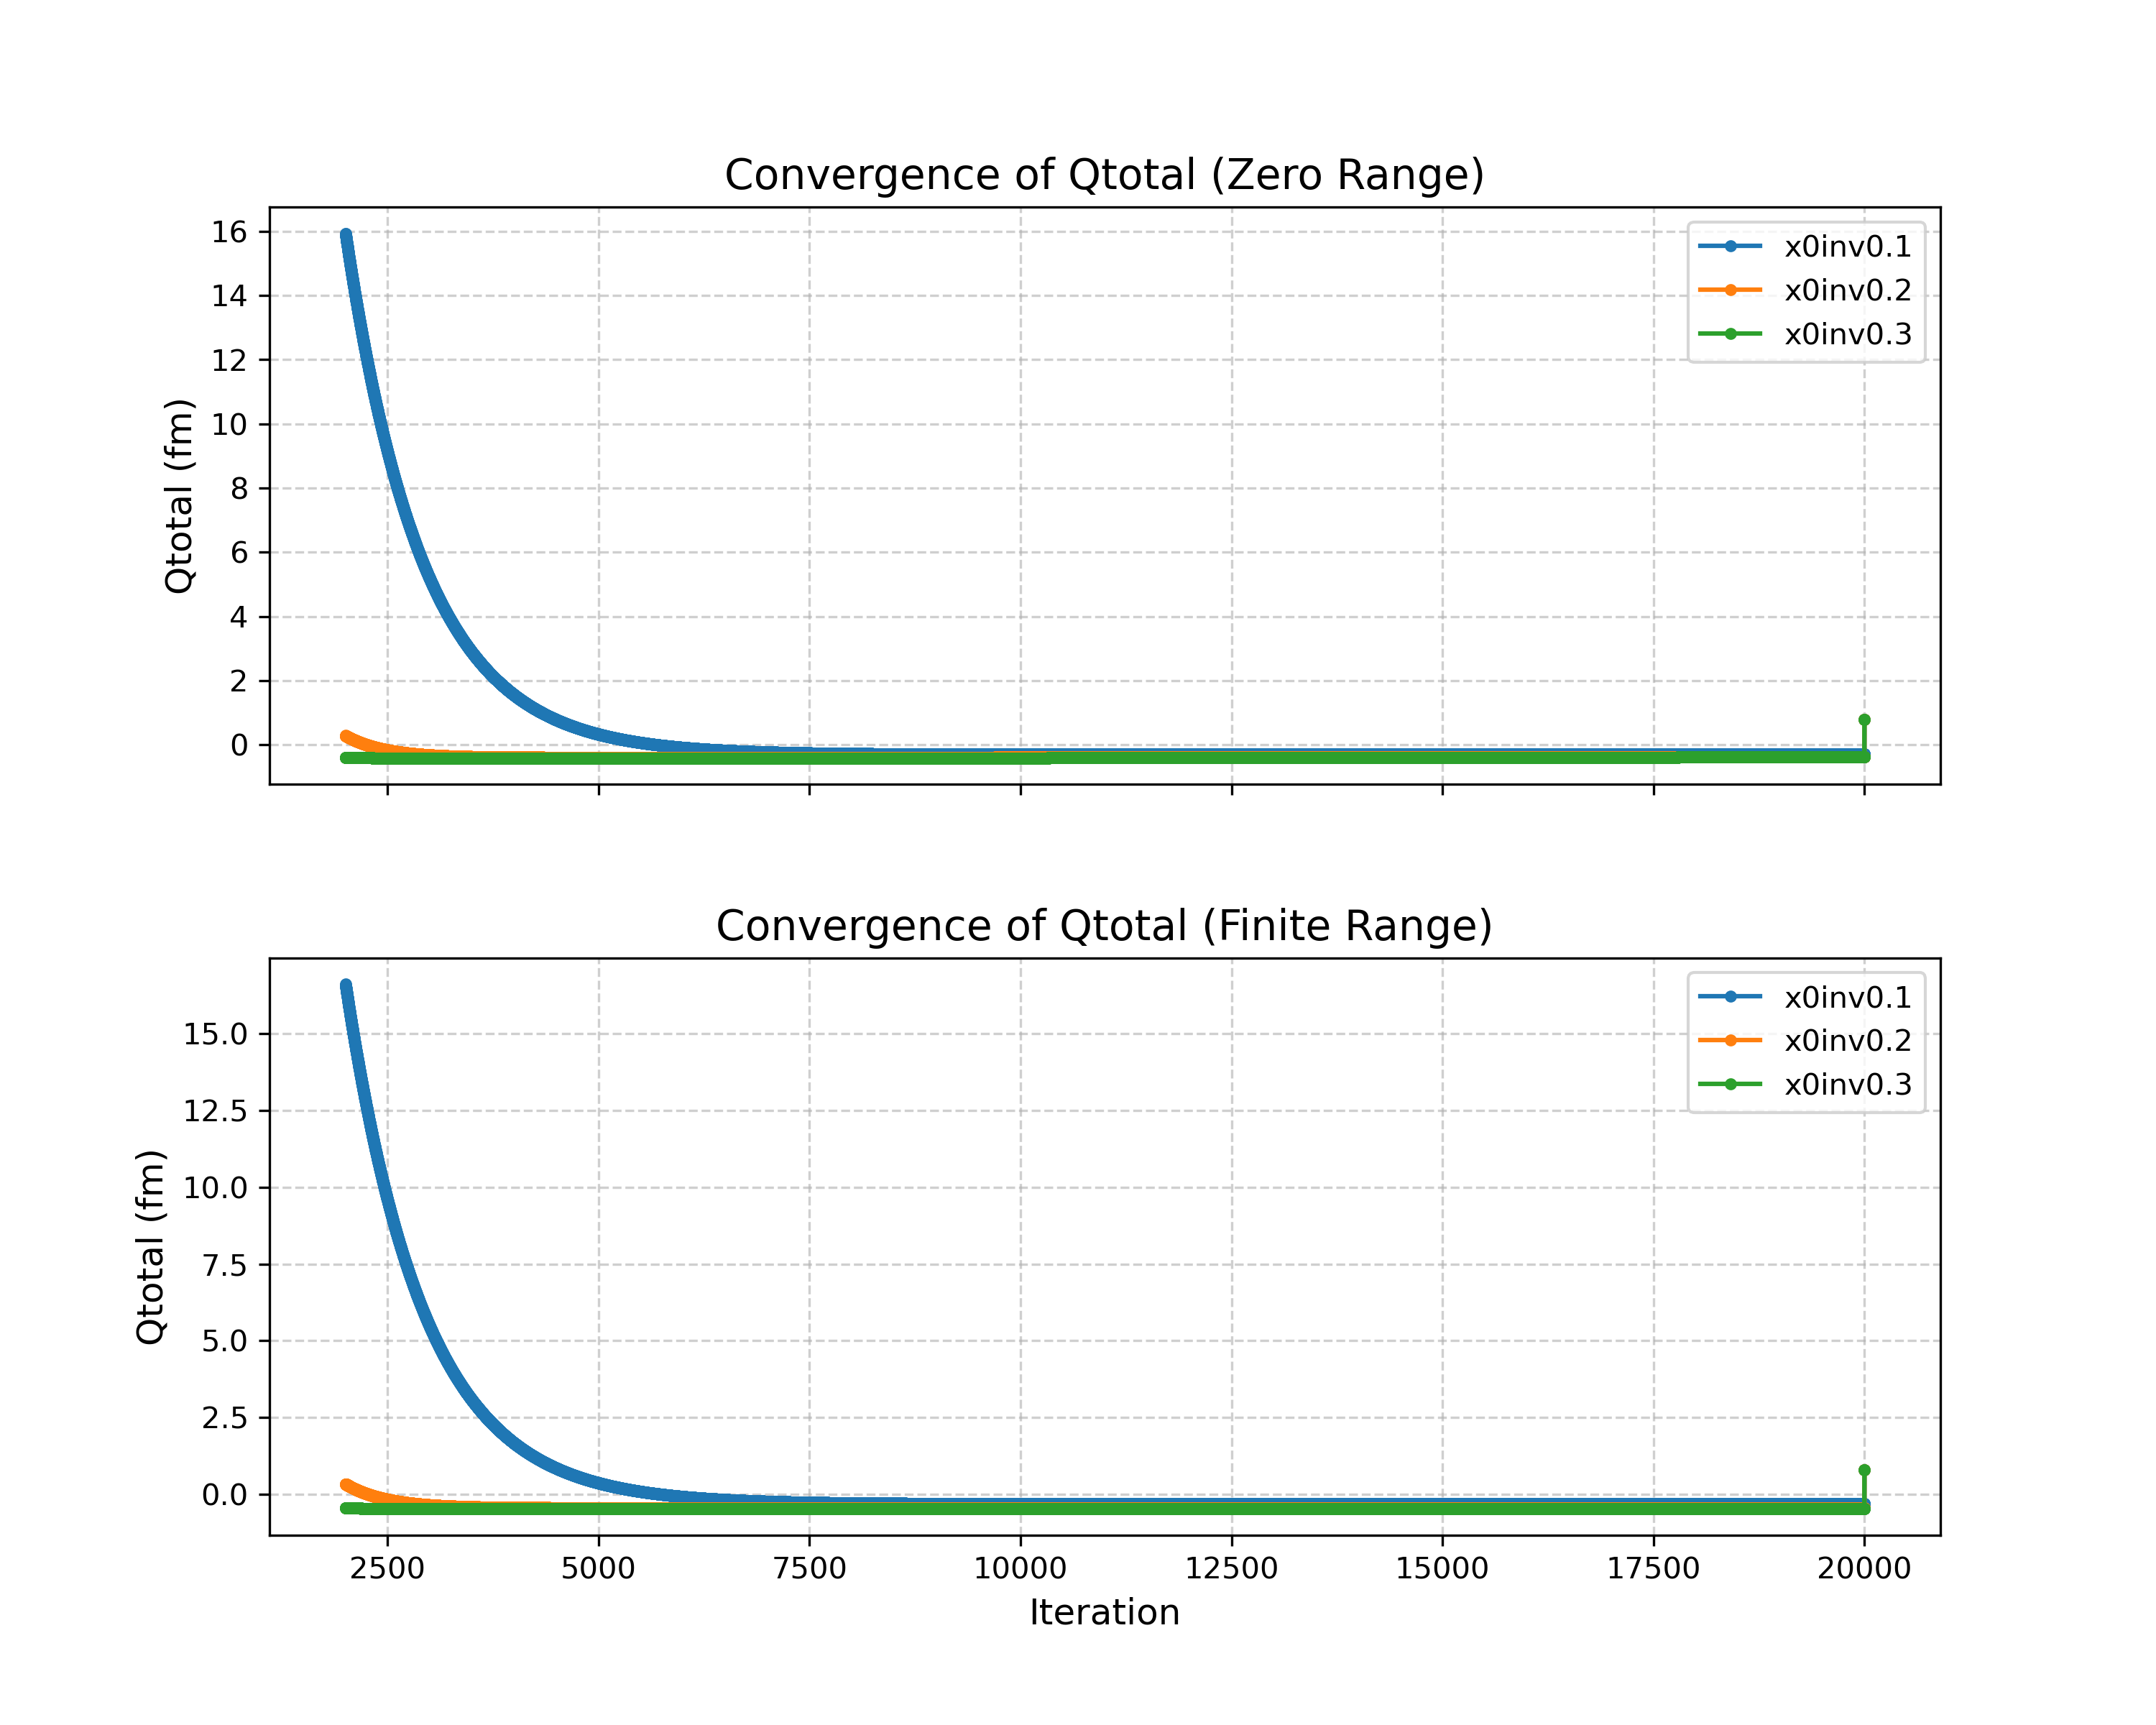 Convergence of Qtotal (Zero Range)
Qtotal (fm)
16
14
12
10
8
6
4
2
0
x0inv0.1
x0inv0.2
x0inv0.3
Convergence of Qtotal (Finite Range)
Qtotal (fm)
15.0
12.5
10.0
7.5
5.0
2.5
0.0
x0inv0.1
x0inv0.2
x0inv0.3
2500 5000 7500 10000 12500 15000 17500 20000
Iteration